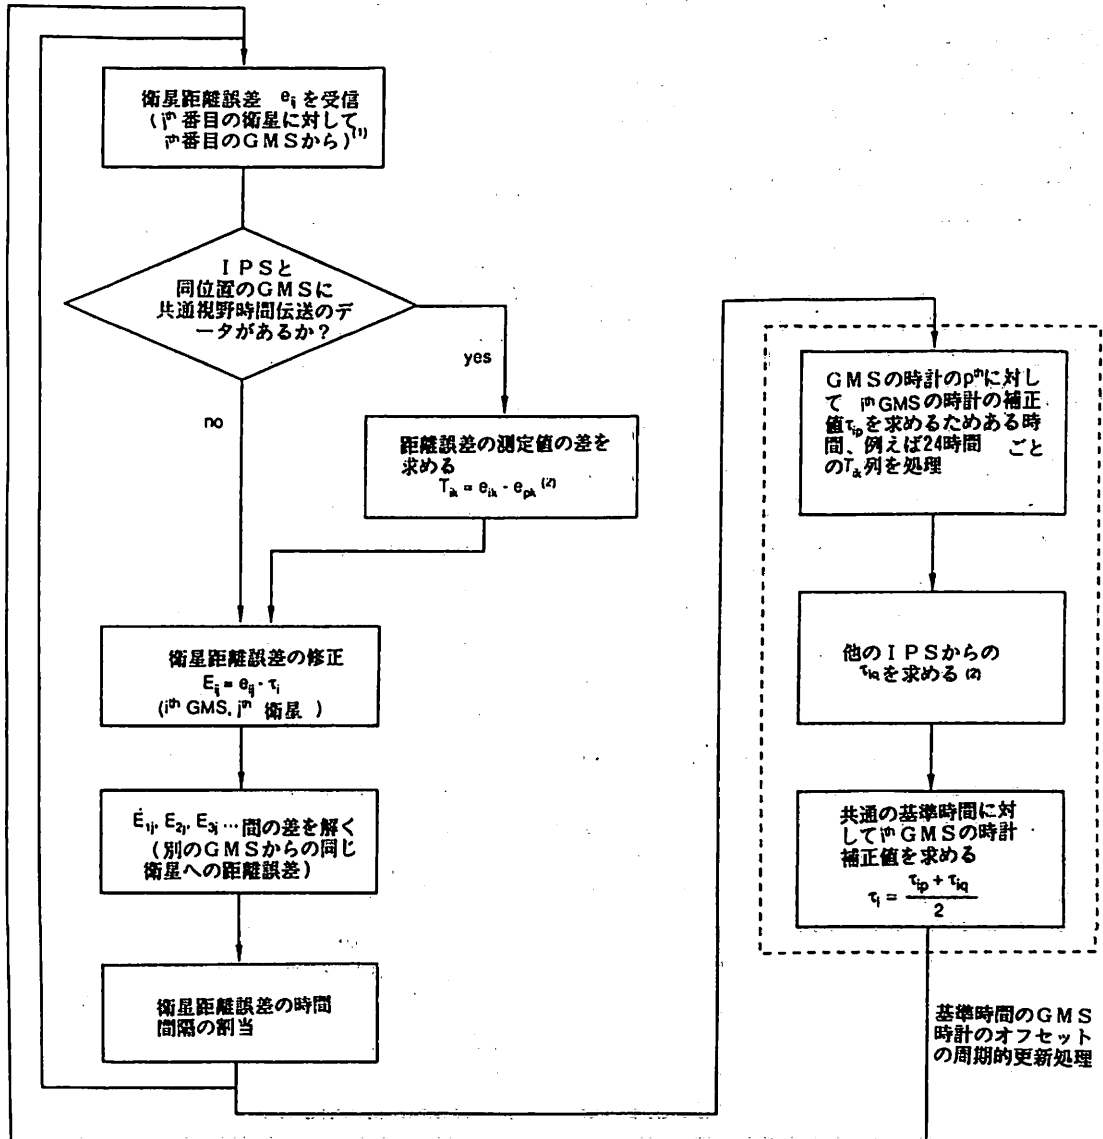 衛星距離誤差 eij を受信
(jth 番目の衛星に対して
ith番目のGMSから)(1)
IPSと
同位置のGMSに
共通視野時間伝送のデ
ータがあるか?
yes
no
距離誤差の測定値の差を
求める
Tik = eik - epk (2)
衛星距離誤差の修正
Eij = eij - τi
(ith GMS, jth 衛星 )
E1j, E2j, E3j …間の差を解く
(別のGMSからの同じ
衛星への距離誤差)
衛星距離誤差の時間
間隔の割当
GMSの時計のpthに対し
て ith GMSの時計の補正
値τipを求めるためある時
間、例えば24時間 ごと
のTik列を処理
他のIPSからの
τiqを求める (2)
共通の基準時間に対
してith GMSの時計
補正値を求める
τi = τip + τiq / 2
基準時間のGMS
時計のオフセット
の周期的更新処理